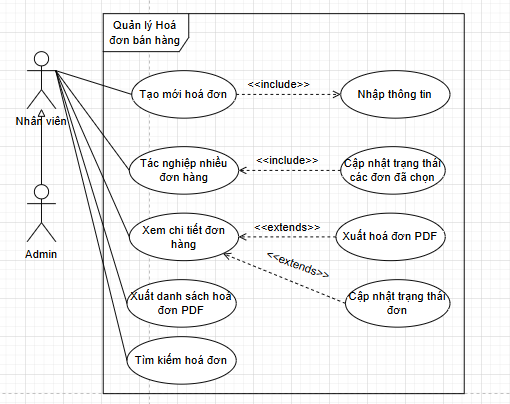 Quản lý Hoá
đơn bán hàng
Tạo mới hoá đơn
<<include>>
Nhập thông tin
Nhân viên
Tác nghiệp nhiều
đơn hàng
<<include>>
Cập nhật trạng thái
các đơn đã chọn
Xem chi tiết đơn
hàng
<<extends>>
Xuất hoá đơn PDF
Admin
<<extends>>
Xuất danh sách hoá
đơn PDF
Cập nhật trạng thái
đơn
Tìm kiếm hoá đơn